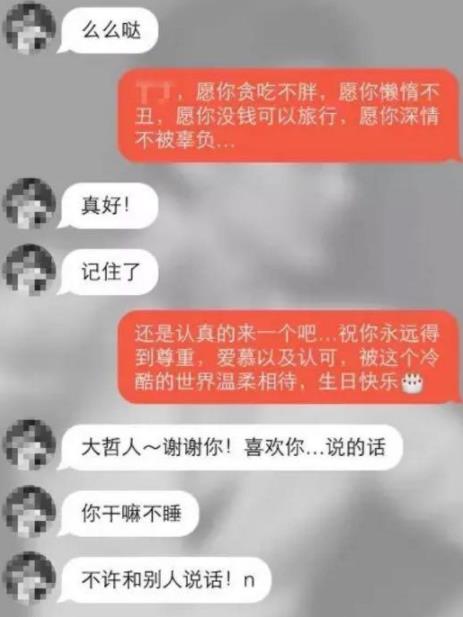 么么哒
，愿你贪吃不胖，愿你懒惰不
丑，愿你没钱可以旅行，愿你深情
不被辜负...
真好！
记住了
还是认真的来一个吧...祝你永远得
到尊重，爱慕以及认可，被这个冷
酷的世界温柔相待，生日快乐🎂
大哲人～谢谢你！喜欢你...说的话
你干嘛不睡
不许和别人说话！n